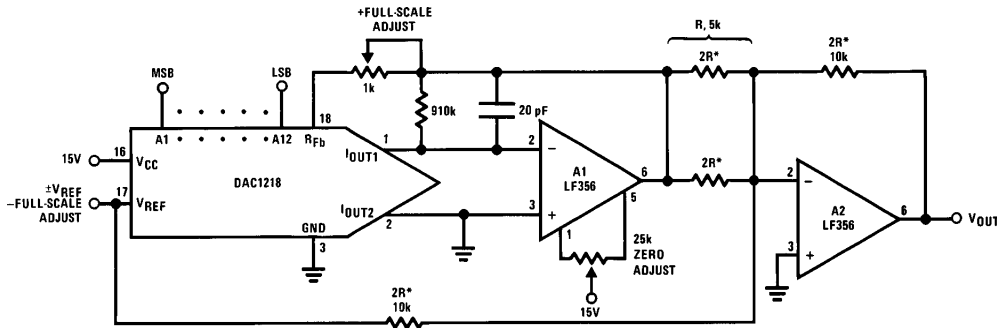 +FULL-SCALE
ADJUST
R, 5k
MSB
LSB
1k
2R*
2R*
10k
910k
20 pF
18
A1
A12
RFb
1
IOUT1
2
−
15V
16
VCC
DAC1218
A1
LF356
6
2R*
5
±VREF
−FULL-SCALE
ADJUST
17
VREF
IOUT2
2
3
+
1
25k
ZERO
ADJUST
15V
GND
3
2
−
A2
LF356
6
VOUT
3
+
2R*
10k